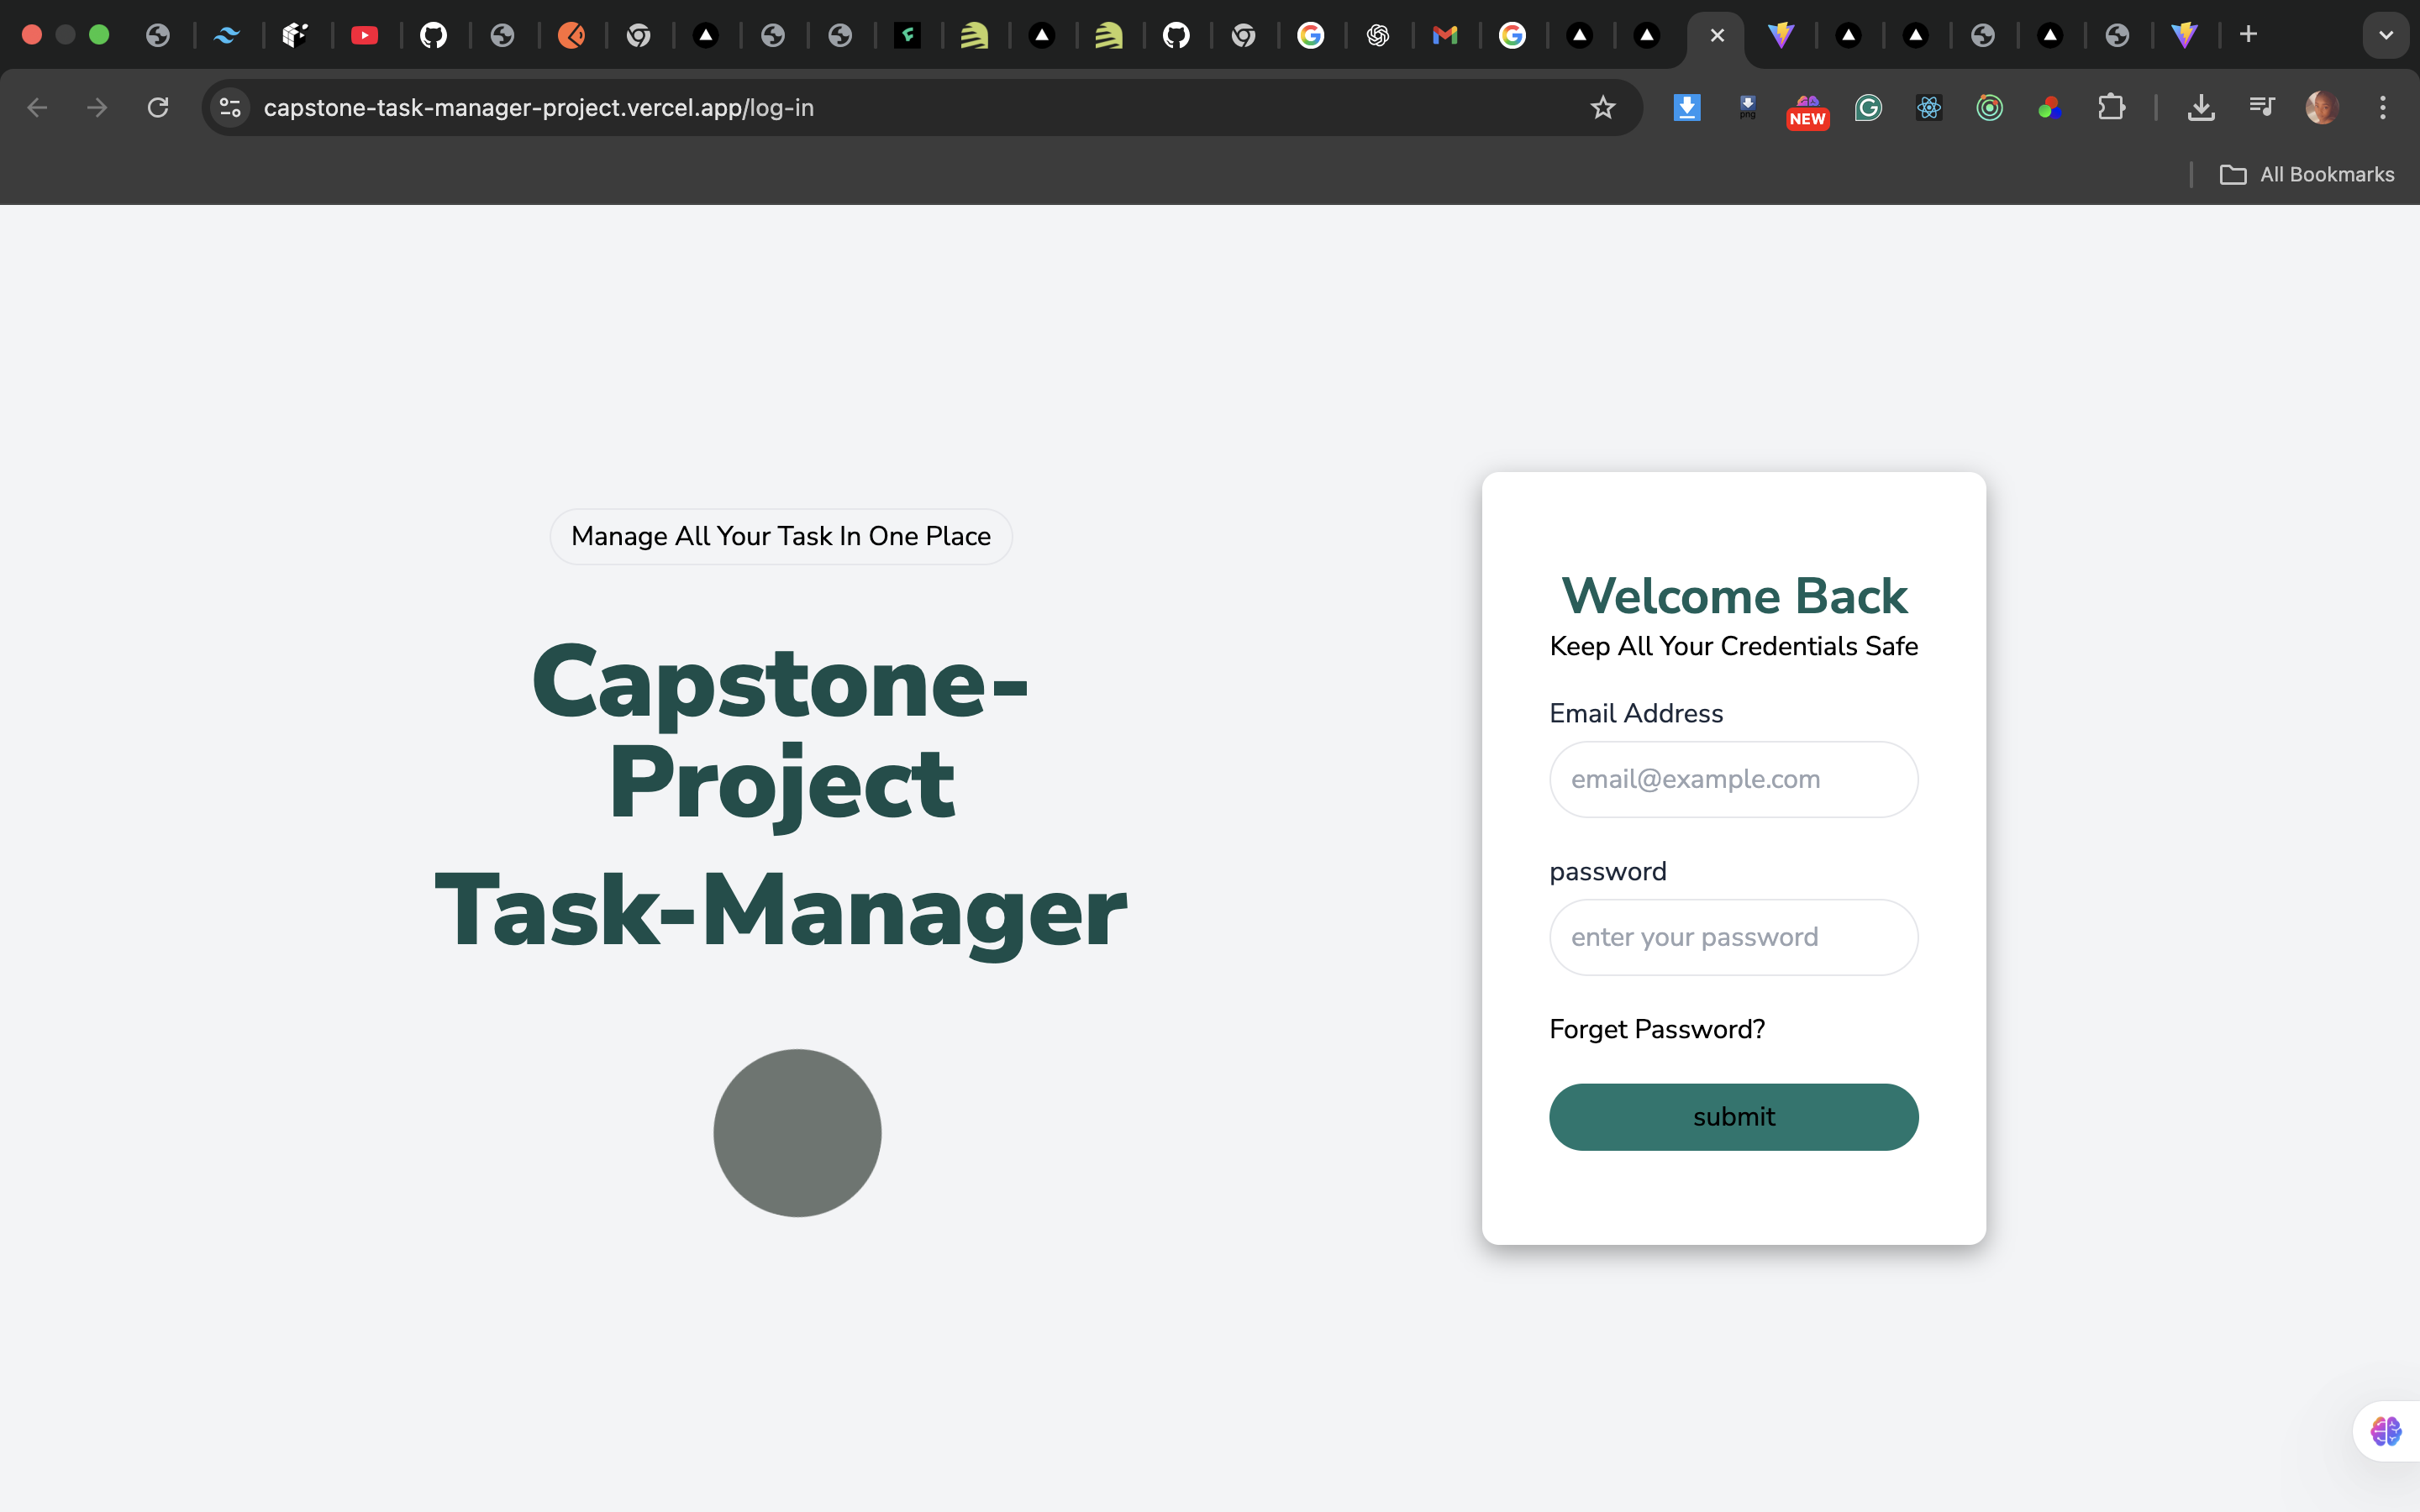 capstone-task-manager-project.vercel.app/log-in
png
NEW
All Bookmarks
Manage All Your Task In One Place
Capstone-
Project
Task-Manager
Welcome Back
Keep All Your Credentials Safe
Email Address
email@example.com
password
enter your password
Forget Password?
submit